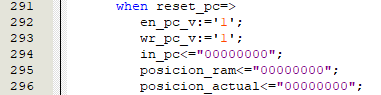 291 when reset_pc=>
292 en_pc_v:='1';
293 wr_pc_v:='1';
294 in_pc<="00000000";
295 posicion_ram<="00000000";
296 posicion_actual<="00000000";